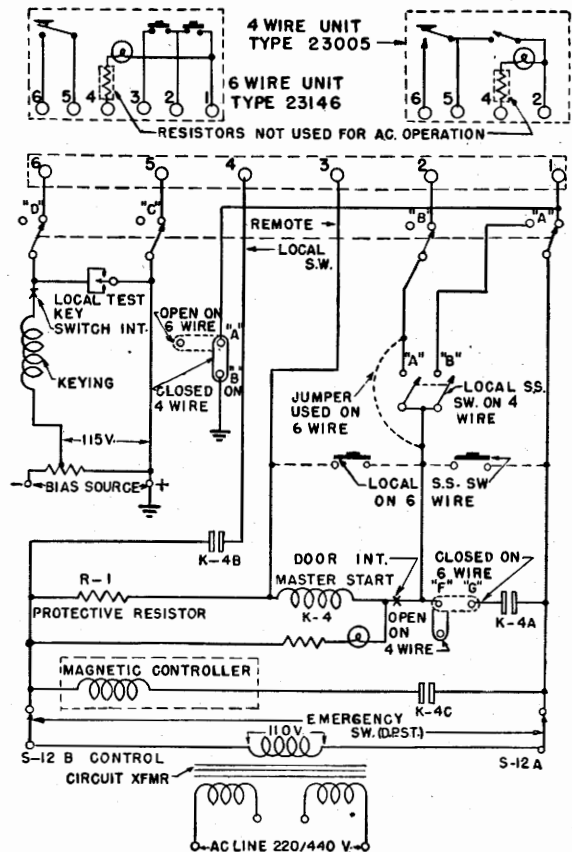 4 WIRE UNIT
TYPE 23005
6 WIRE UNIT
TYPE 23146
6 5 4 3 2 1
6 5 4 2
RESISTORS NOT USED FOR AC. OPERATION
6 5 4 3 2 1
"D" "C" "B" "A"
REMOTE
LOCAL
S.W.
LOCAL TEST
KEY
SWITCH INT.
OPEN ON
6 WIRE
"A"
"B"
CLOSED ON
4 WIRE
KEYING
115V.
- BIAS SOURCE +
"A" "B"
JUMPER
USED ON
6 WIRE
LOCAL S.S.
SW. ON 4
WIRE
LOCAL S.S. SW
ON 6 WIRE
K-4B
DOOR INT.
CLOSED ON
6 WIRE
R-1
MASTER START
"F" "G"
PROTECTIVE RESISTOR
K-4
OPEN
ON
4 WIRE
K-4A
MAGNETIC CONTROLLER
K-4C
EMERGENCY
SW. (D.P.ST.)
110V.
S-12 B CONTROL
CIRCUIT XFMR
S-12A
AC LINE 220/440 V.